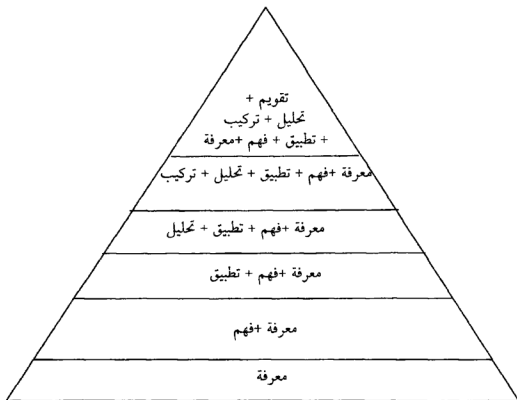 تقويم +
تحليل + تركيب
+ تطبيق + فهم +معرفة
معرفة +فهم + تطبيق + تحليل + تركيب
معرفة +فهم + تطبيق + تحليل
معرفة +فهم + تطبيق
معرفة +فهم
معرفة